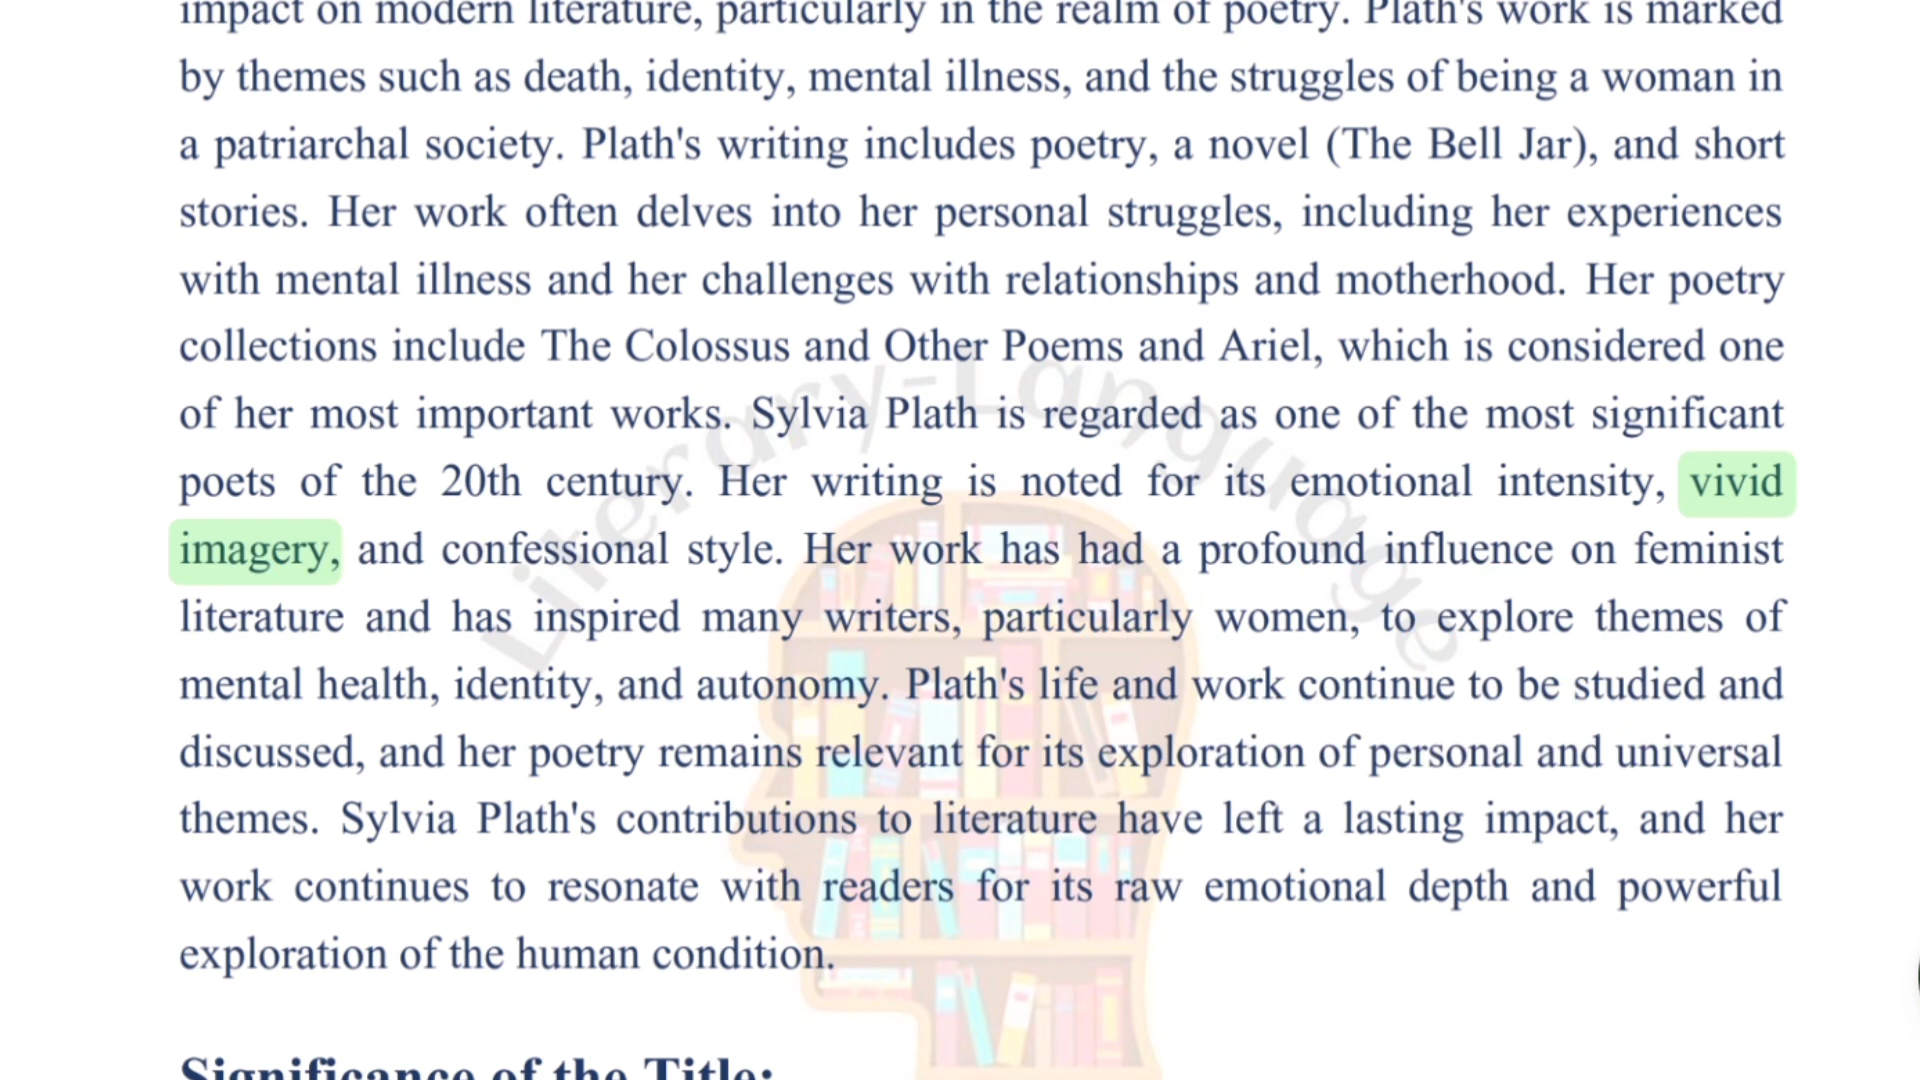 impact on modern literature, particularly in the realm of poetry. Plath's work is marked
by themes such as death, identity, mental illness, and the struggles of being a woman in
a patriarchal society. Plath's writing includes poetry, a novel (The Bell Jar), and short
stories. Her work often delves into her personal struggles, including her experiences
with mental illness and her challenges with relationships and motherhood. Her poetry
collections include The Colossus and Other Poems and Ariel, which is considered one
of her most important works. Sylvia Plath is regarded as one of the most significant
poets of the 20th century. Her writing is noted for its emotional intensity, vivid
imagery, and confessional style. Her work has had a profound influence on feminist
literature and has inspired many writers, particularly women, to explore themes of
mental health, identity, and autonomy. Plath's life and work continue to be studied and
discussed, and her poetry remains relevant for its exploration of personal and universal
themes. Sylvia Plath's contributions to literature have left a lasting impact, and her
work continues to resonate with readers for its raw emotional depth and powerful
exploration of the human condition.
Significance of the Title:
Literary-Language